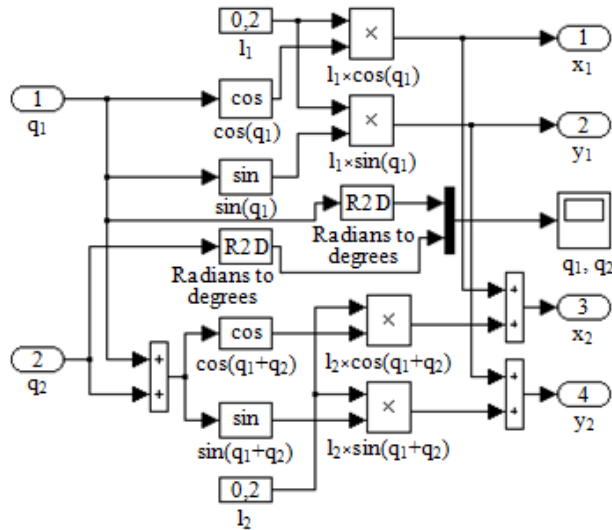 0,2
l₁
×
l₁×cos(q₁)
1
x₁
1
q₁
cos
cos(q₁)
×
l₁×sin(q₁)
2
y₁
sin
sin(q₁)
R2D
Radians to
degrees
R2D
Radians to
degrees
q₁, q₂
2
q₂
+
+
cos
cos(q₁+q₂)
×
l₂×cos(q₁+q₂)
+
+
3
x₂
sin
sin(q₁+q₂)
×
l₂×sin(q₁+q₂)
+
+
4
y₂
0,2
l₂